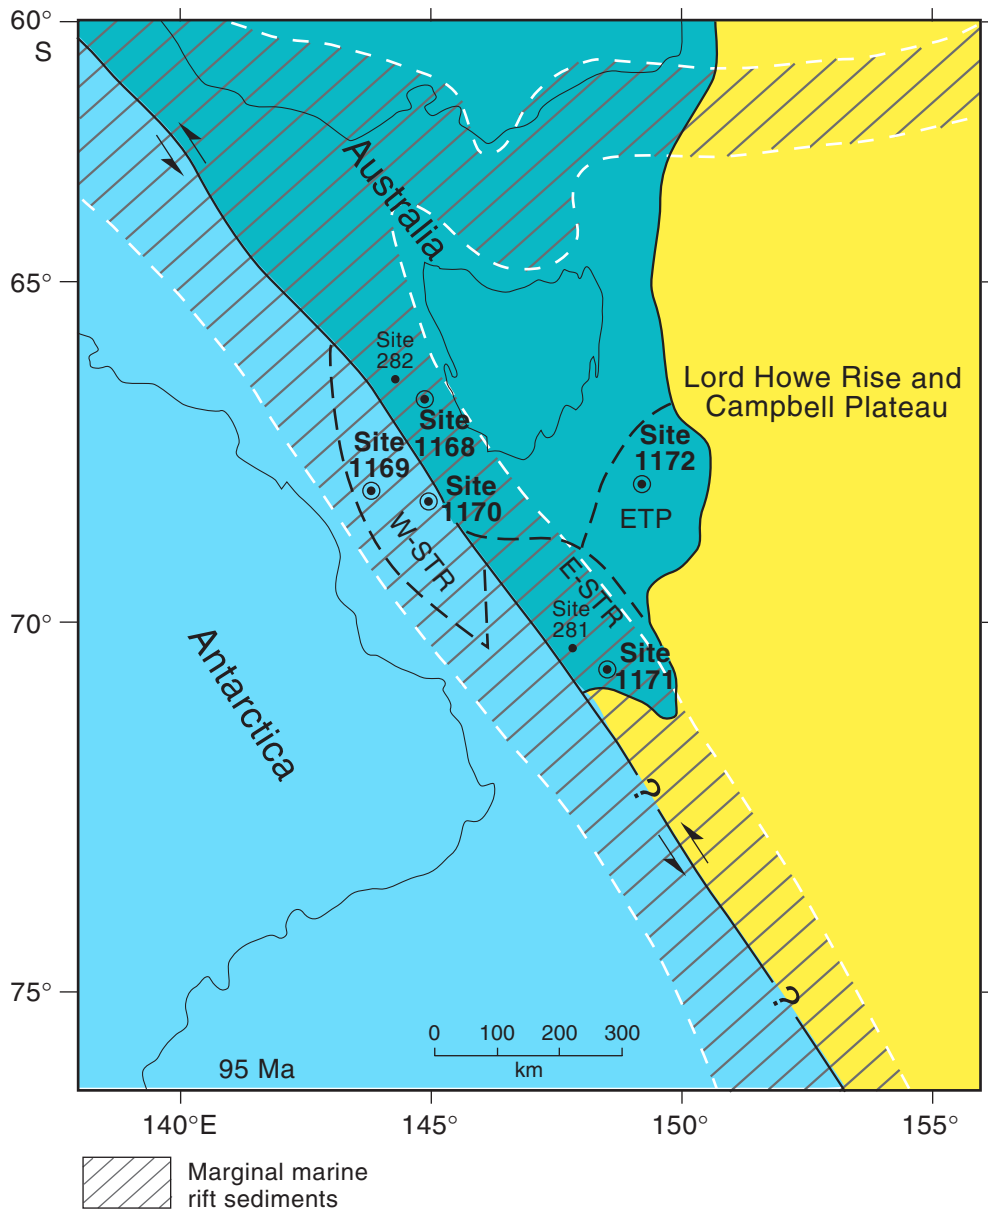 60°
S
Australia
65°
Site
282
Lord Howe Rise and
Campbell Plateau
Site
1168
Site
1169
Site
1172
Site
1170
ETP
W-STR
E-STR
Site
281
70°
Site
1171
Antarctica
?
75°
?
0 100 200 300
km
95 Ma
140°E 145° 150° 155°
Marginal marine
rift sediments